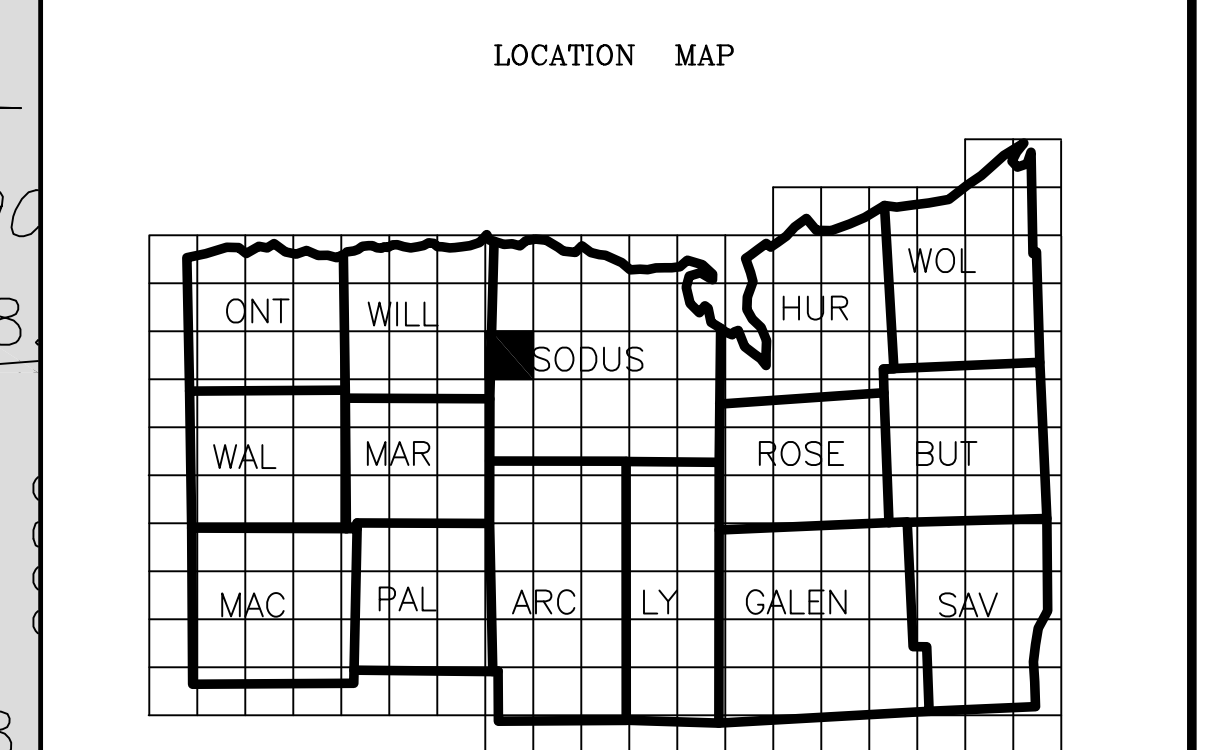 LOCATION MAP
WOL
ONT WILL HUR
SODUS
WAL MAR ROSE BUT
MAC PAL ARC LY GALEN SAV